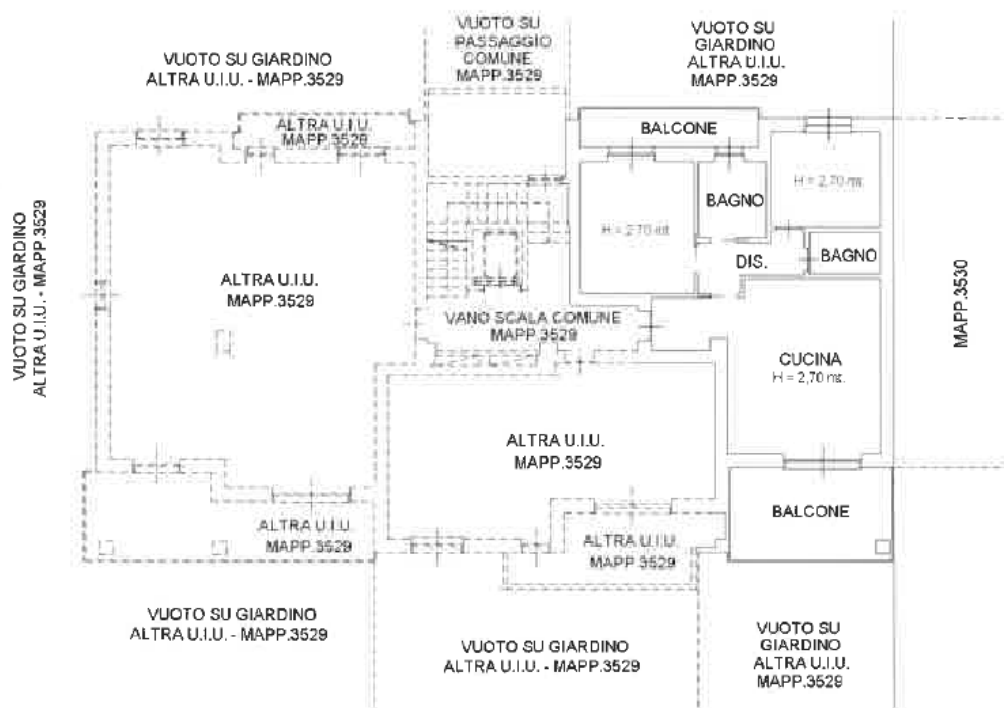 VUOTO SU GIARDINO
ALTRA U.I.U. - MAPP.3529
VUOTO SU
PASSAGGIO
COMUNE
MAPP.3529
VUOTO SU
GIARDINO
ALTRA U.I.U.
MAPP.3529
ALTRA U.I.U.
MAPP.3529
BALCONE
H = 2,70 mt.
BAGNO
H = 2,70 mt.
DIS.
BAGNO
VUOTO SU GIARDINO
ALTRA U.I.U. - MAPP.3529
ALTRA U.I.U.
MAPP.3529
VANO SCALA COMUNE
MAPP.3529
MAPP.3530
CUCINA
H = 2,70 mt.
ALTRA U.I.U.
MAPP.3529
BALCONE
ALTRA U.I.U.
MAPP.3529
ALTRA U.I.U.
MAPP.3529
VUOTO SU GIARDINO
ALTRA U.I.U. - MAPP.3529
VUOTO SU GIARDINO
ALTRA U.I.U. - MAPP.3529
VUOTO SU
GIARDINO
ALTRA U.I.U.
MAPP.3529